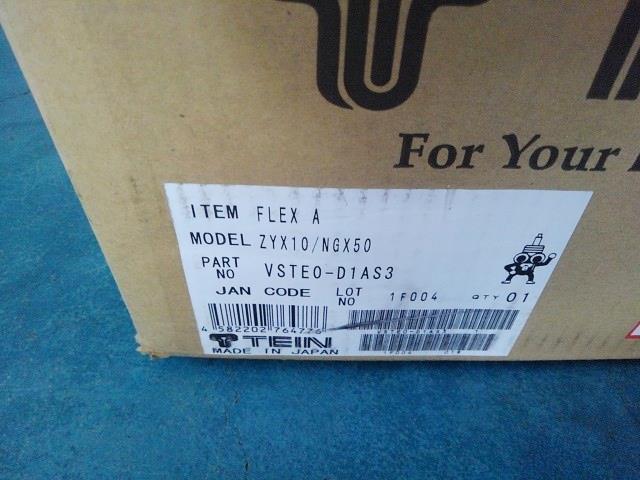 For Your
ITEM FLEX A
MODEL ZYX10/NGX50
PART NO VSTE0-D1AS3
JAN CODE LOT NO 1F004 QTY 01
4 582202 764776
TEIN
MADE IN JAPAN